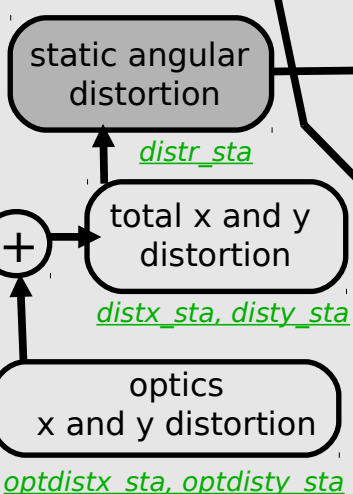 static angular
distortion
distr_sta
total x and y
distortion
+
distx_sta, disty_sta
optics
x and y distortion
optdistx_sta, optdisty_sta